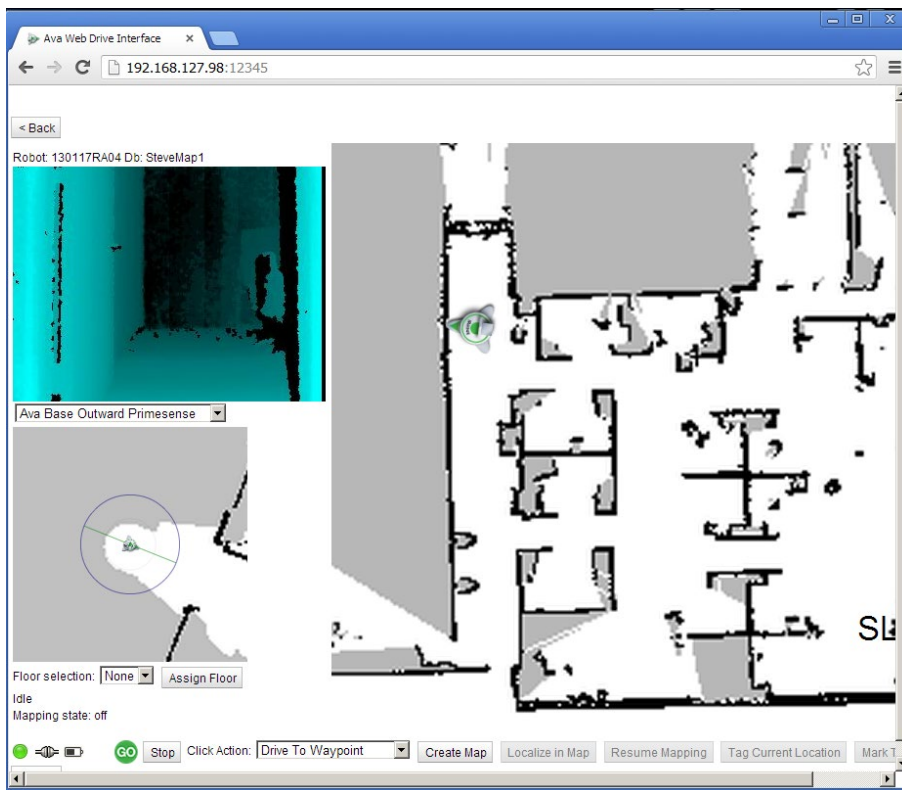 Ava Web Drive Interface
192.168.127.98:12345
< Back
Robot: 130117RA04 Db: SteveMap1
Ava Base Outward Primesense
Floor selection: None Assign Floor
Idle
Mapping state: off
GO Stop Click Action: Drive To Waypoint Create Map Localize in Map Resume Mapping Tag Current Location Mark